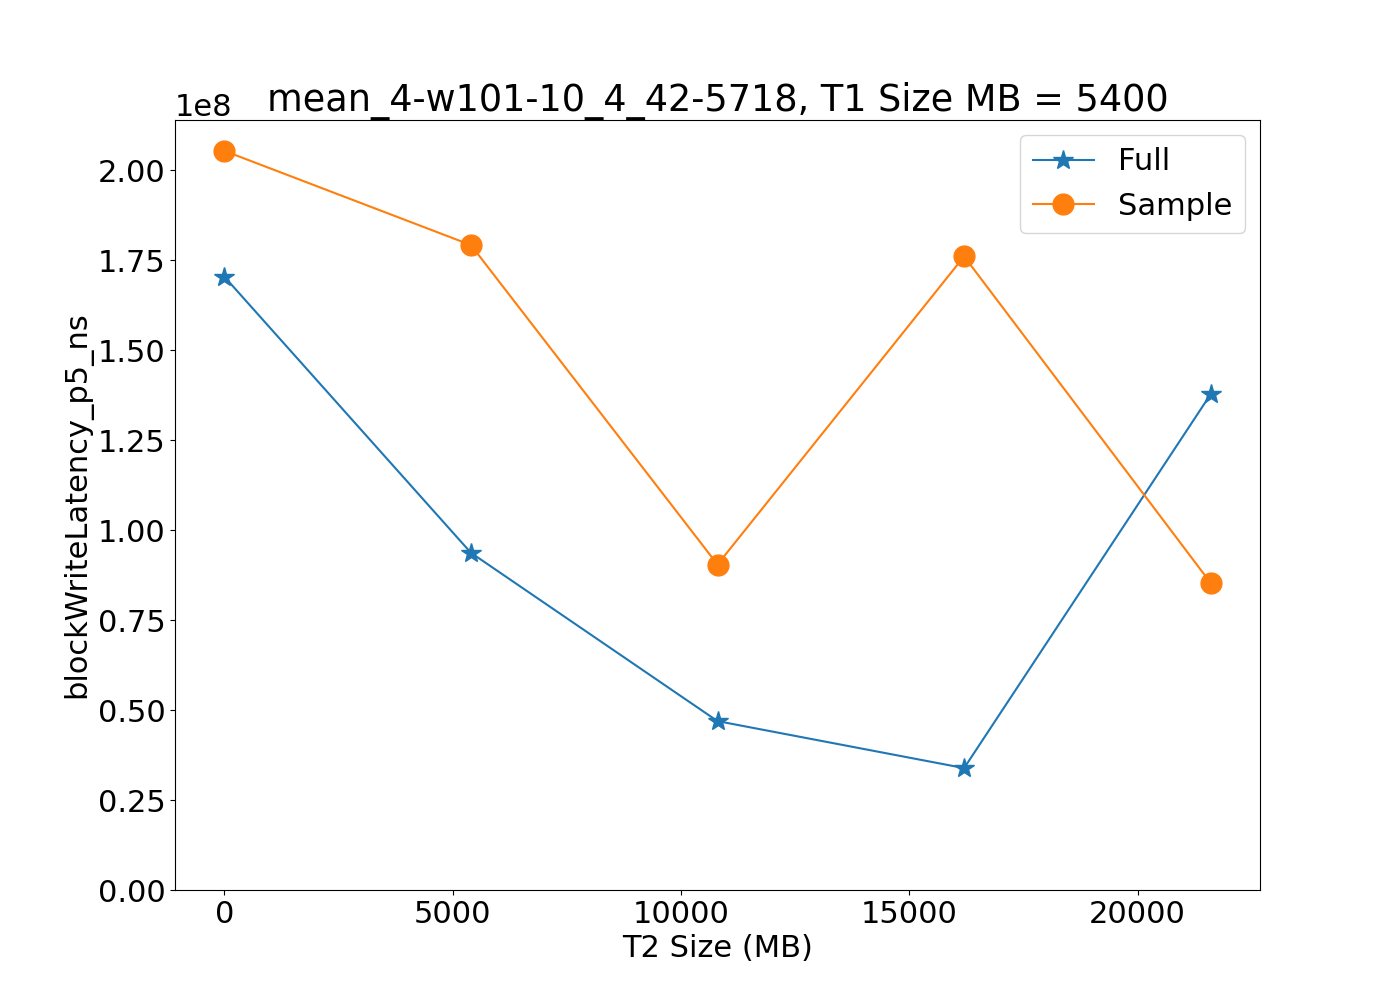 1e8
mean_4-w101-10_4_42-5718, T1 Size MB = 5400
Full
Sample
2.00
1.75
1.50
1.25
1.00
0.75
0.50
0.25
0.00
blockWriteLatency_p5_ns
0 5000 10000 15000 20000
T2 Size (MB)